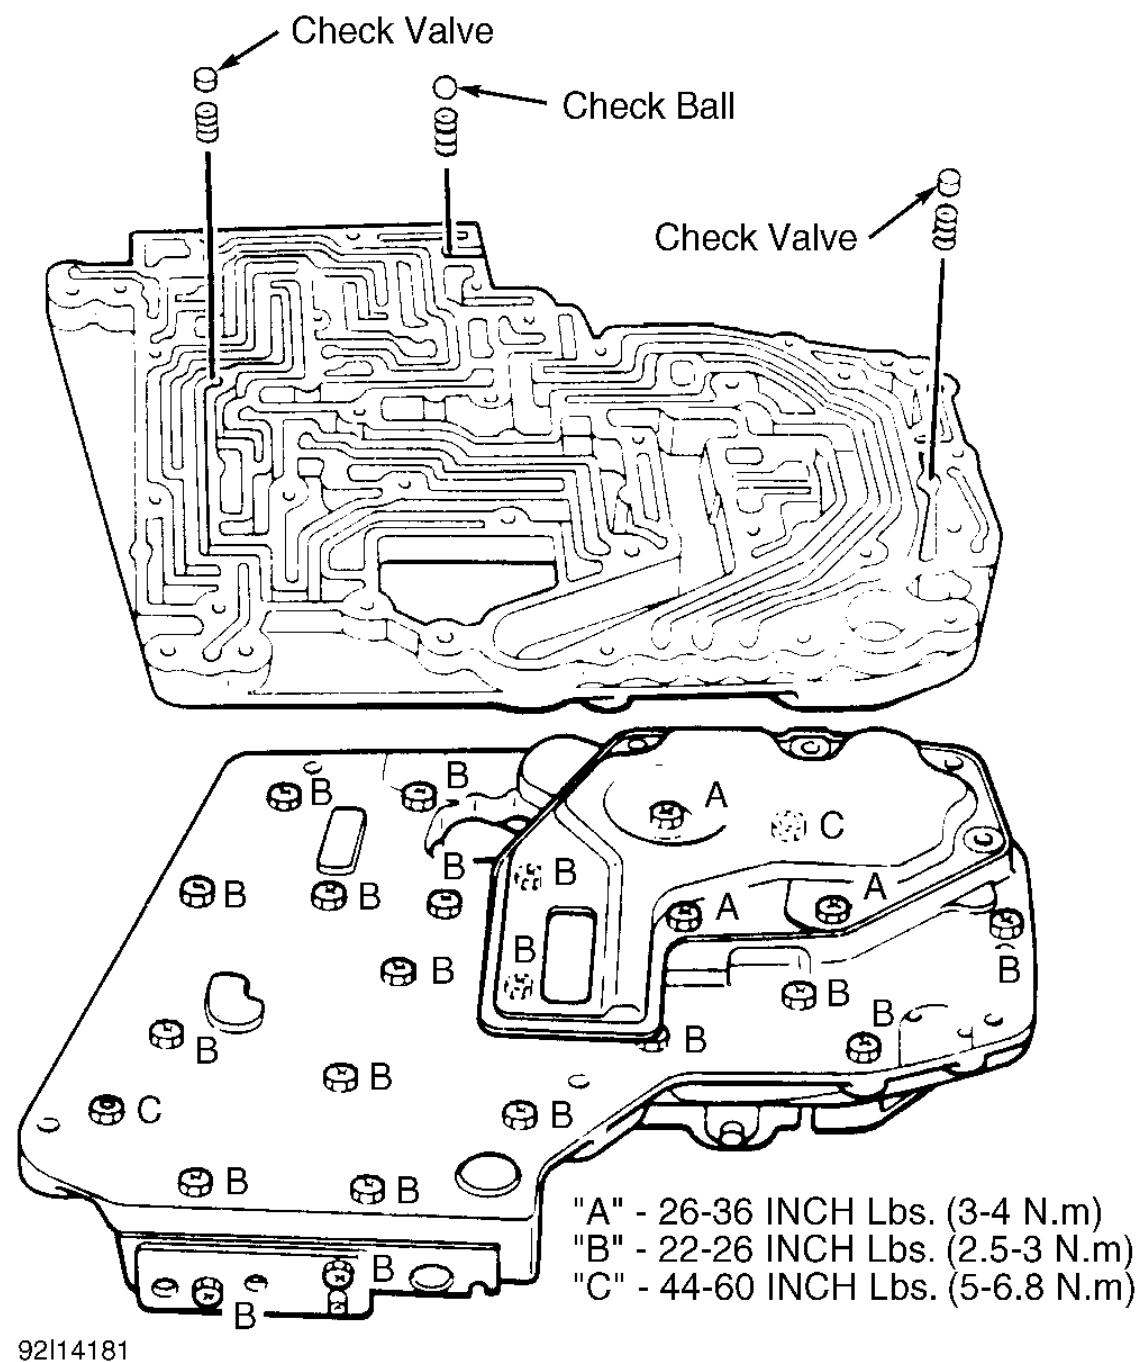 Check Valve
Check Ball
Check Valve
B
B
A
C
B
B
B
B
A
A
B
B
B
B
B
B
B
B
B
C
B
B
B
"A" - 26-36 INCH Lbs. (3-4 N.m)
"B" - 22-26 INCH Lbs. (2.5-3 N.m)
"C" - 44-60 INCH Lbs. (5-6.8 N.m)
B
B
92I14181